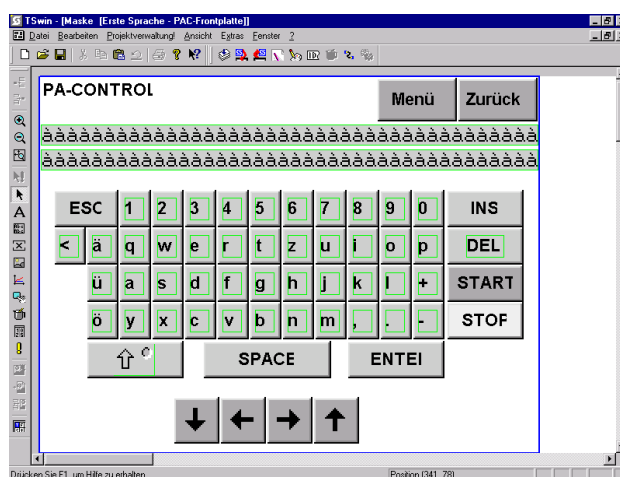 TSwin - [Maske [Erste Sprache - PAC-Frontplatte]]
Datei Bearbeiten Projektverwaltung! Ansicht Extras Fenster ?
PA-CONTROL
Menü Zurück
àààààààààààààààààààààààààààààààààààààààà
àààààààààààààààààààààààààààààààààààààààà
ESC 1 2 3 4 5 6 7 8 9 0 INS
< ä q w e r t z u i o p DEL
ü a s d f g h j k l + START
ö y x c v b n m , . - STOF
SPACE ENTEI
Drücken Sie F1, um Hilfe zu erhalten. Position (341, 78)